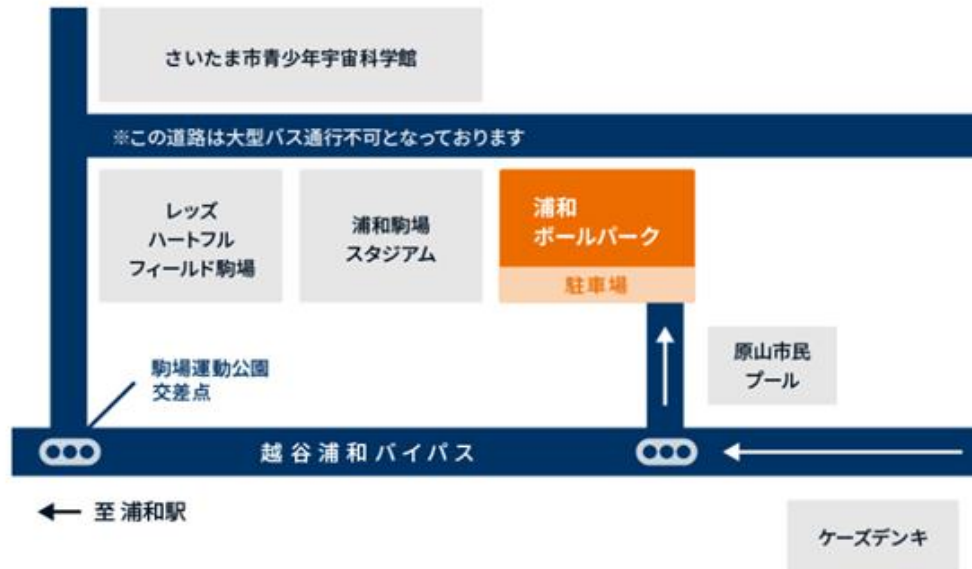 さいたま市青少年宇宙科学館
※この道路は大型バス通行不可となっております
レッズ
ハートフル
フィールド駒場
浦和駒場
スタジアム
浦和
ボールパーク
駐車場
原山市民
プール
駒場運動公園
交差点
越谷浦和バイパス
至 浦和駅
ケーズデンキ